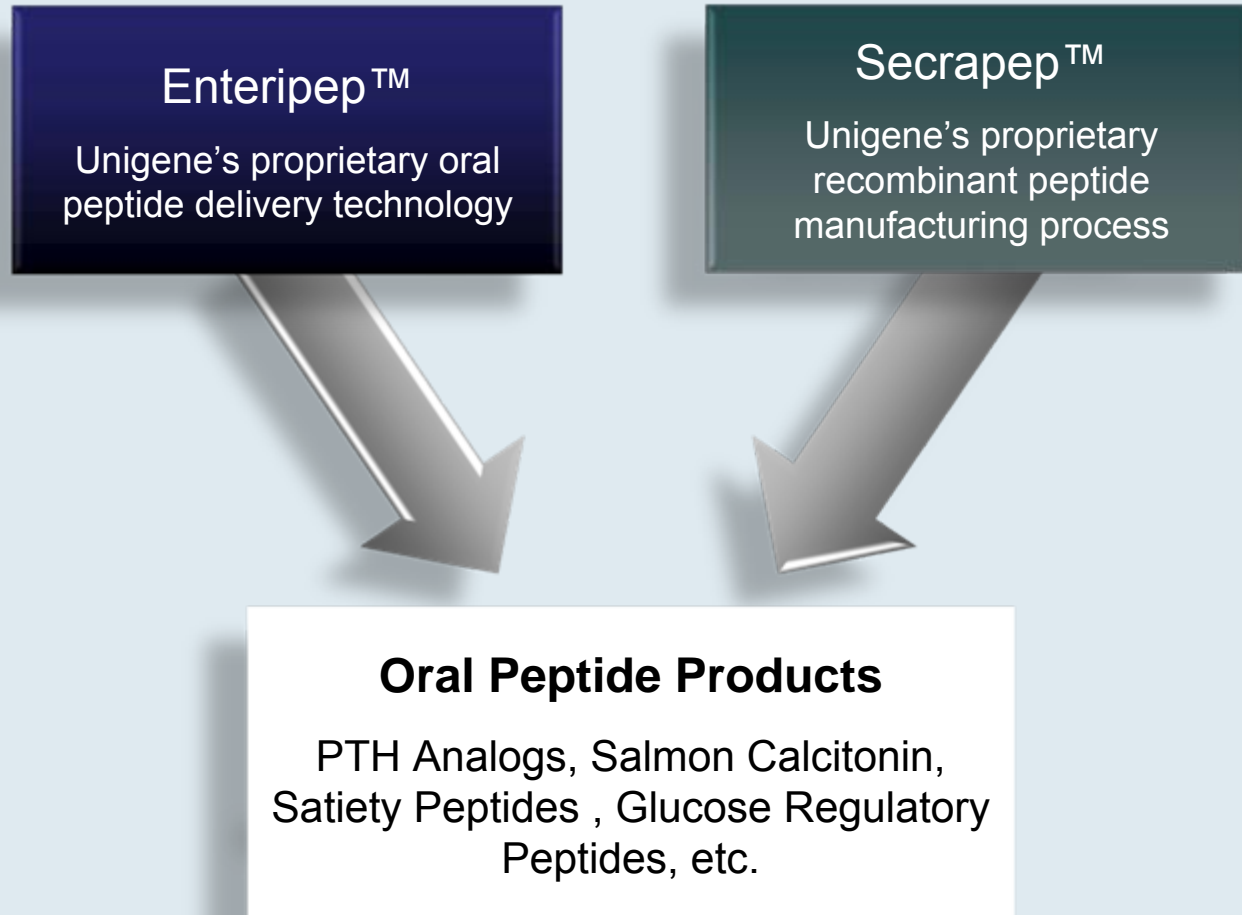 Enteripep™
Unigene’s proprietary oral
peptide delivery technology
Secrapep™
Unigene’s proprietary
recombinant peptide
manufacturing process
Oral Peptide Products
PTH Analogs, Salmon Calcitonin,
Satiety Peptides , Glucose Regulatory
Peptides, etc.